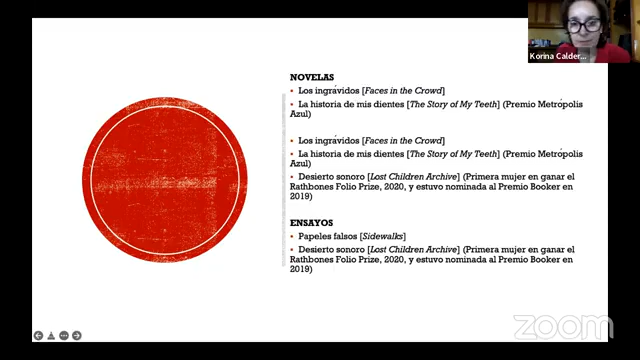 Korina Calder...
NOVELAS
▪ Los ingrávidos [Faces in the Crowd]
▪ La historia de mis dientes [The Story of My Teeth] (Premio Metrópolis
Azul)
▪ Los ingrávidos [Faces in the Crowd]
▪ La historia de mis dientes [The Story of My Teeth] (Premio Metrópolis
Azul)
▪ Desierto sonoro [Lost Children Archive] (Primera mujer en ganar el
Rathbones Folio Prize, 2020, y estuvo nominada al Premio Booker en
2019)
ENSAYOS
▪ Papeles falsos [Sidewalks]
▪ Desierto sonoro [Lost Children Archive] (Primera mujer en ganar el
Rathbones Folio Prize, 2020, y estuvo nominada al Premio Booker en
2019)
zoom